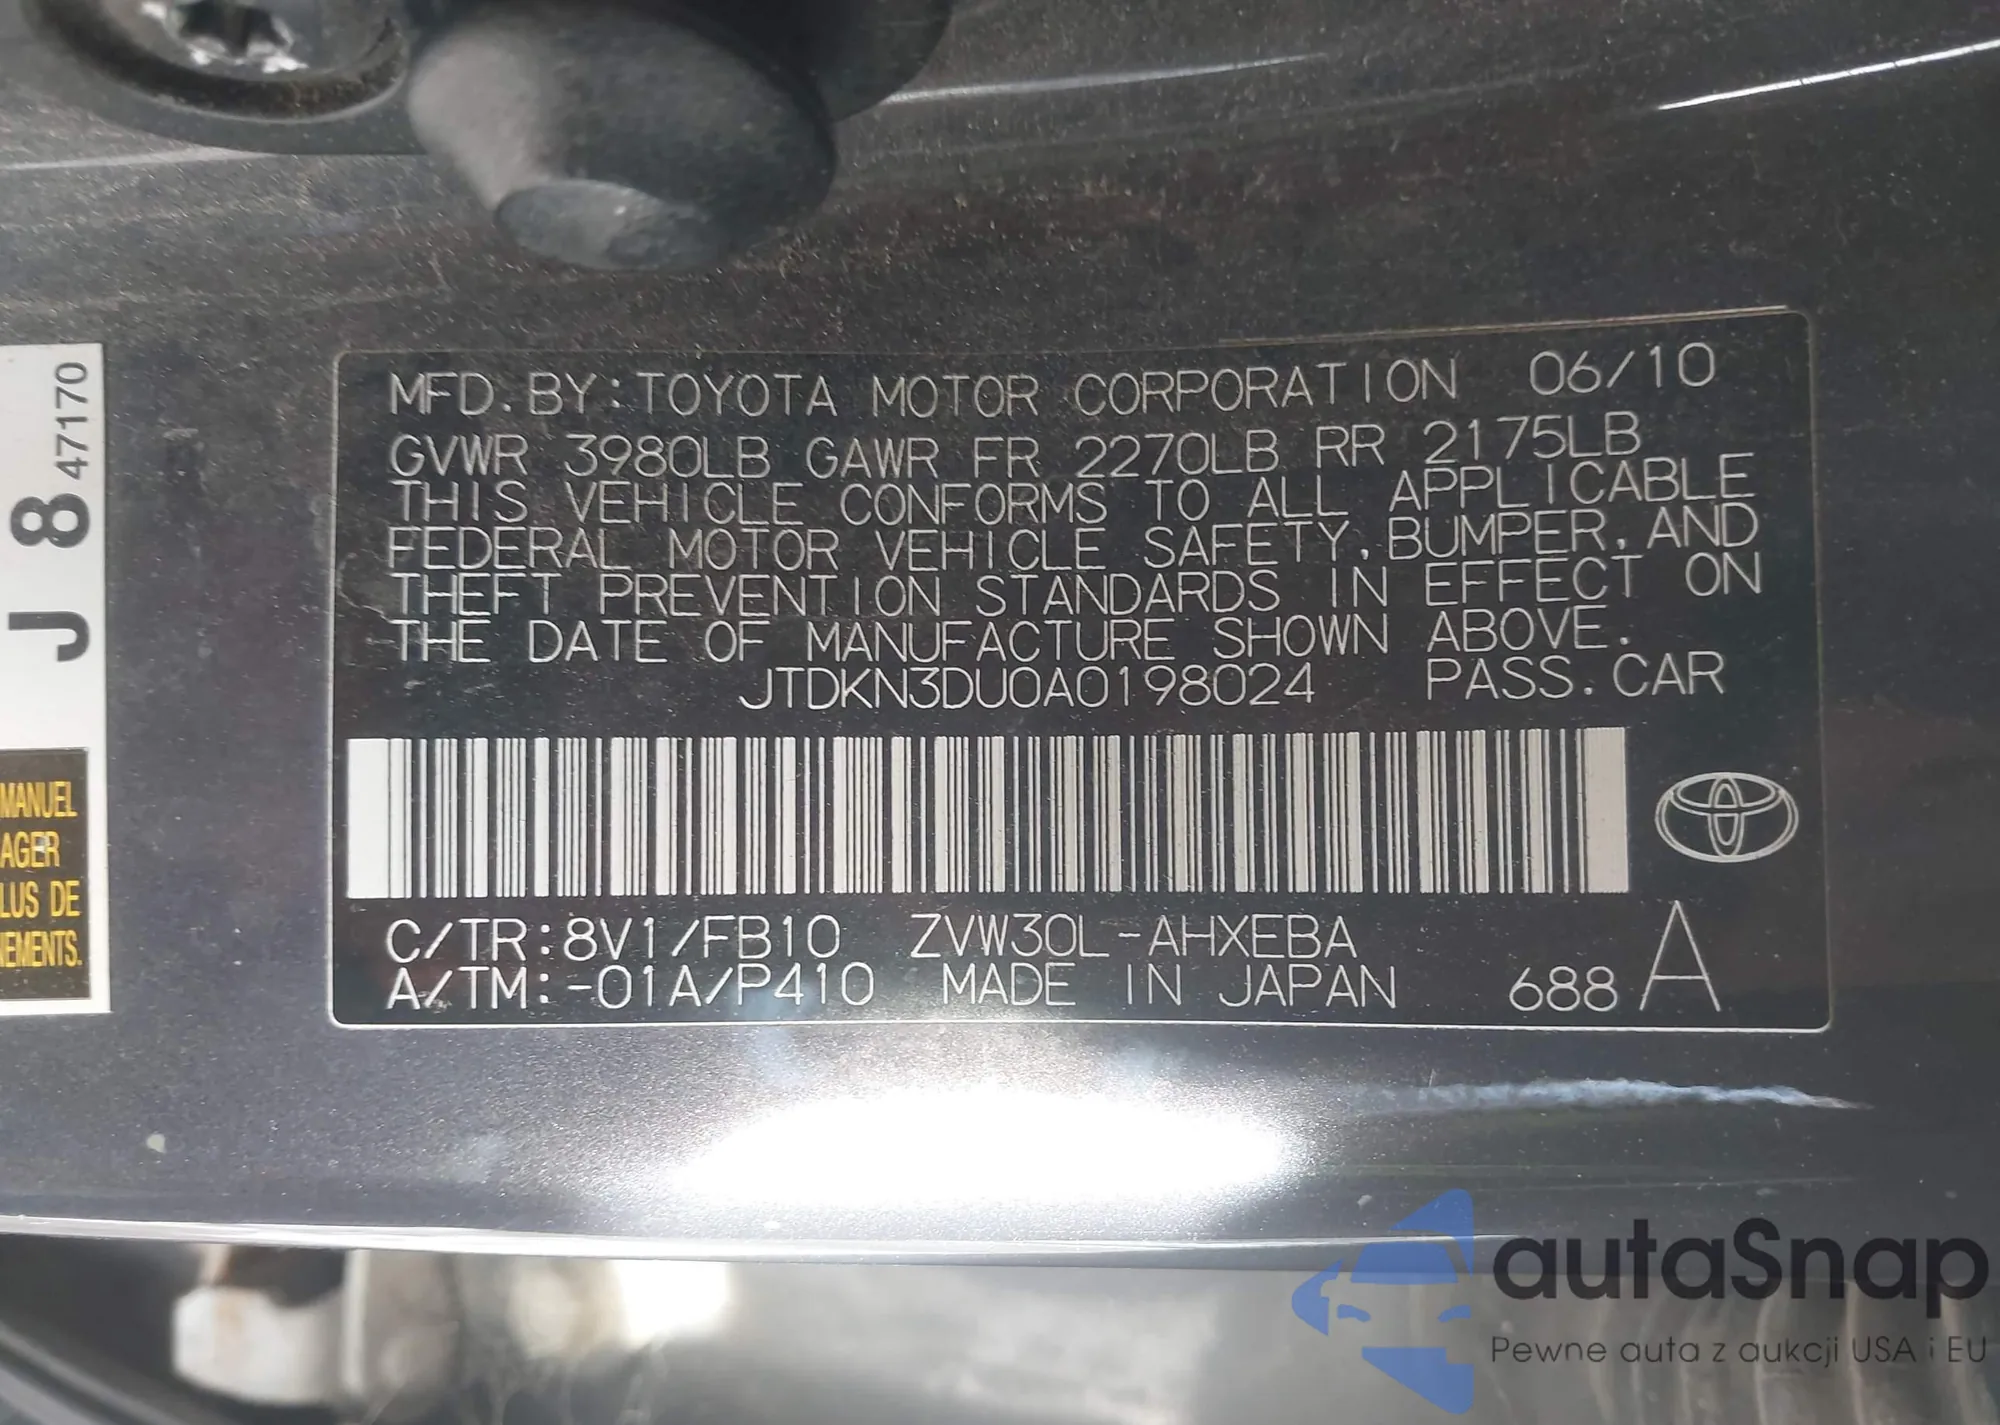 J 8 47170
MANUEL
AGER
LUS DE
NEMENTS.
MFD. BY: TOYOTA MOTOR CORPORATION 06/10
GVWR 3980LB GAWR FR 2270LB RR 2175LB
THIS VEHICLE CONFORMS TO ALL APPLICABLE
FEDERAL MOTOR VEHICLE SAFETY, BUMPER, AND
THEFT PREVENTION STANDARDS IN EFFECT ON
THE DATE OF MANUFACTURE SHOWN ABOVE.
JTDKN3DU0A0198024 PASS. CAR
C/TR: 8V1/FB10 ZVW30L-AHXEBA
A/TM: -01A/P410 MADE IN JAPAN 688 A
autaSnap
Pewne auta z aukcji USA i EU